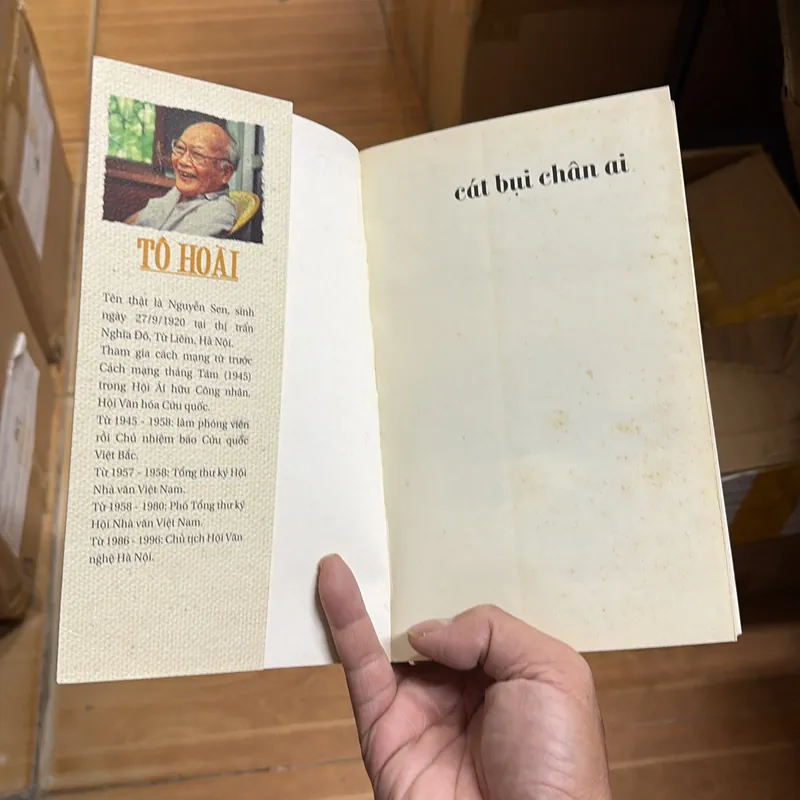 TÔ HOÀI
Tên thật là Nguyễn Sen, sinh
ngày 27/9/1920 tại thị trấn
Nghĩa Đô, Từ Liêm, Hà Nội.
Tham gia cách mạng từ trước
Cách mạng tháng Tám (1945)
trong Hội Ái hữu Công nhân,
Hội Văn hóa Cứu quốc.
Từ 1945 - 1958: làm phóng viên
rồi Chủ nhiệm báo Cứu quốc
Việt Bắc.
Từ 1957 - 1958: Tổng thư ký Hội
Nhà văn Việt Nam.
Từ 1958 - 1980: Phó Tổng thư ký
Hội Nhà văn Việt Nam.
Từ 1986 - 1996: Chủ tịch Hội Văn
nghệ Hà Nội.
cát bụi chân ai